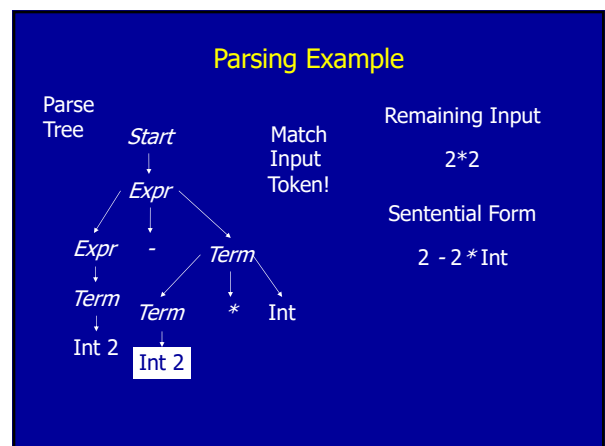 Parsing Example
Parse
Tree
Start
Expr
Expr - Term
Term Term * Int
Int 2 Int 2
Match
Input
Token!
Remaining Input
2*2
Sentential Form
2 - 2 * Int